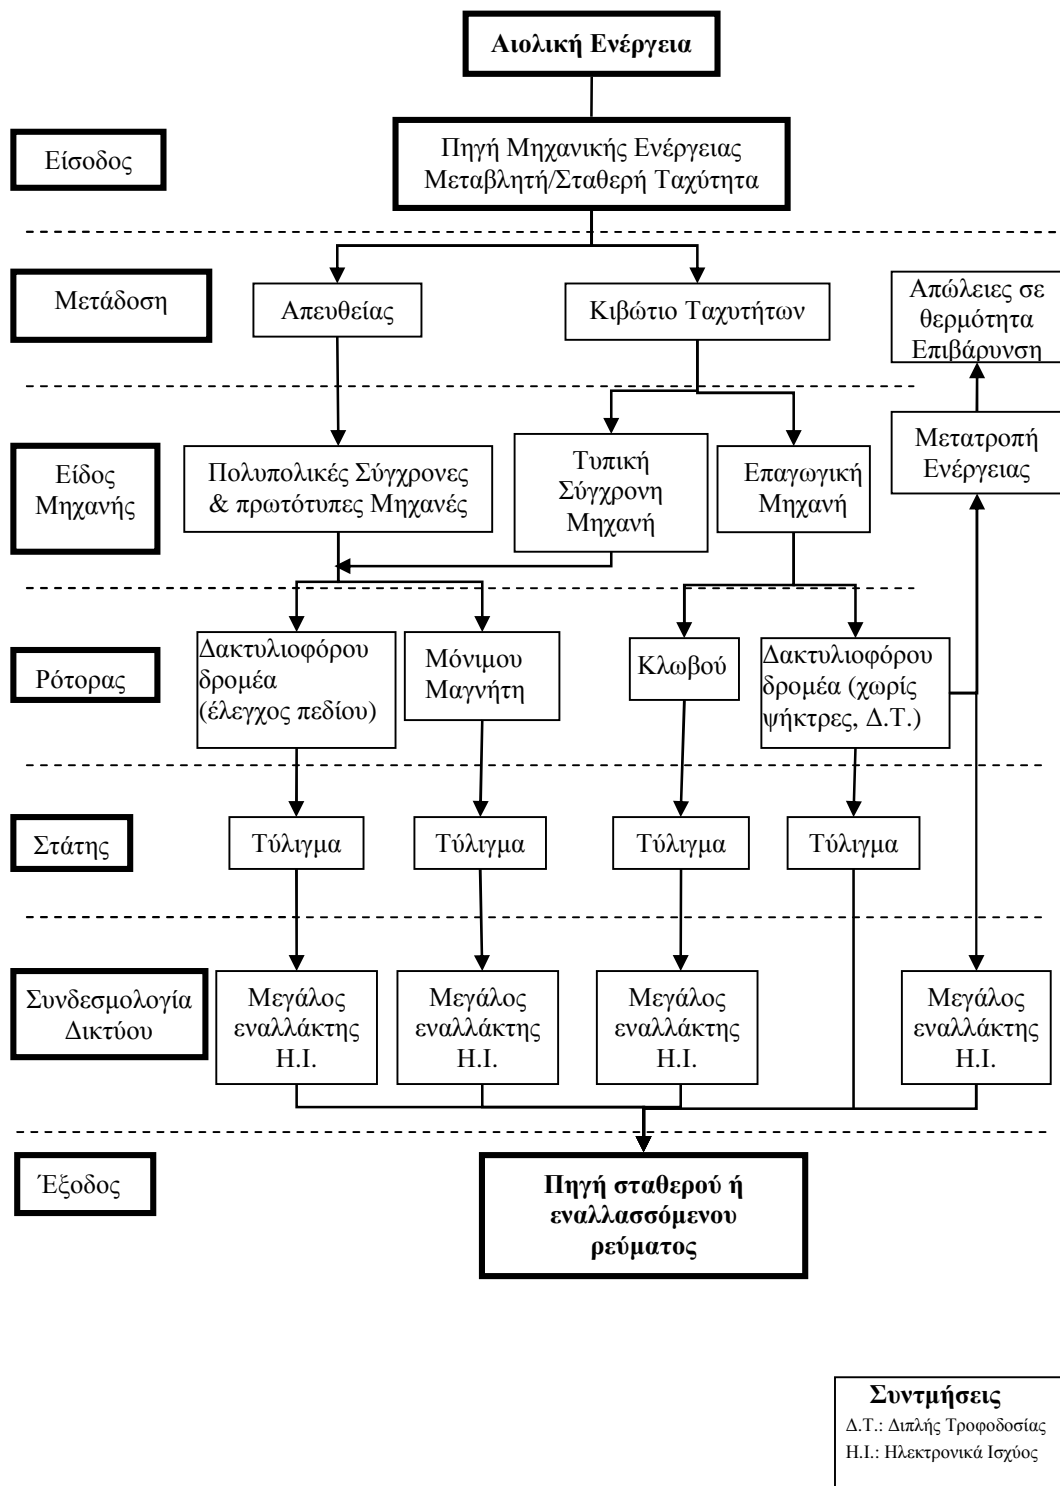 Αιολική Ενέργεια
Είσοδος
Πηγή Μηχανικής Ενέργειας
Μεταβλητή/Σταθερή Ταχύτητα
Μετάδοση
Απευθείας
Κιβώτιο Ταχυτήτων
Απώλειες σε
θερμότητα
Επιβάρυνση
Είδος
Μηχανής
Πολυπολικές Σύγχρονες
& πρωτότυπες Μηχανές
Τυπική
Σύγχρονη
Μηχανή
Επαγωγική
Μηχανή
Μετατροπή
Ενέργειας
Ρότορας
Δακτυλιοφόρου
δρομέα
(έλεγχος πεδίου)
Μόνιμου
Μαγνήτη
Κλωβού
Δακτυλιοφόρου
δρομέα (χωρίς
ψήκτρες, Δ.Τ.)
Στάτης
Τύλιγμα
Τύλιγμα
Τύλιγμα
Τύλιγμα
Συνδεσμολογία
Δικτύου
Μεγάλος
εναλλάκτης
Η.Ι.
Μεγάλος
εναλλάκτης
Η.Ι.
Μεγάλος
εναλλάκτης
Η.Ι.
Μεγάλος
εναλλάκτης
Η.Ι.
Έξοδος
Πηγή σταθερού ή
εναλλασσόμενου
ρεύματος
Συντμήσεις
Δ.Τ.: Διπλής Τροφοδοσίας
Η.Ι.: Ηλεκτρονικά Ισχύος